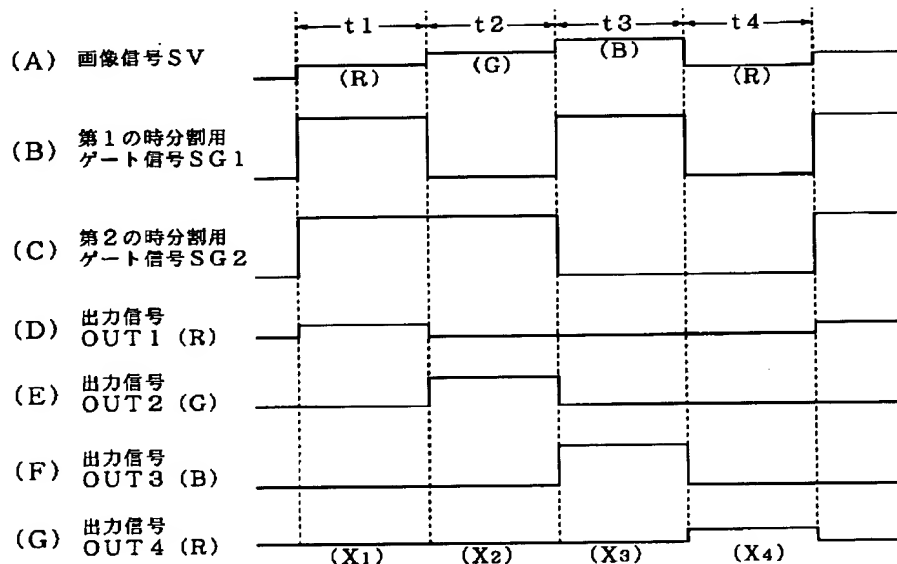 t1 t2 t3 t4
(A) 画像信号SV
(R) (G) (B) (R)
(B) 第1の時分割用
ゲート信号SG1
(C) 第2の時分割用
ゲート信号SG2
(D) 出力信号
OUT1 (R)
(E) 出力信号
OUT2 (G)
(F) 出力信号
OUT3 (B)
(G) 出力信号
OUT4 (R)
(X1) (X2) (X3) (X4)